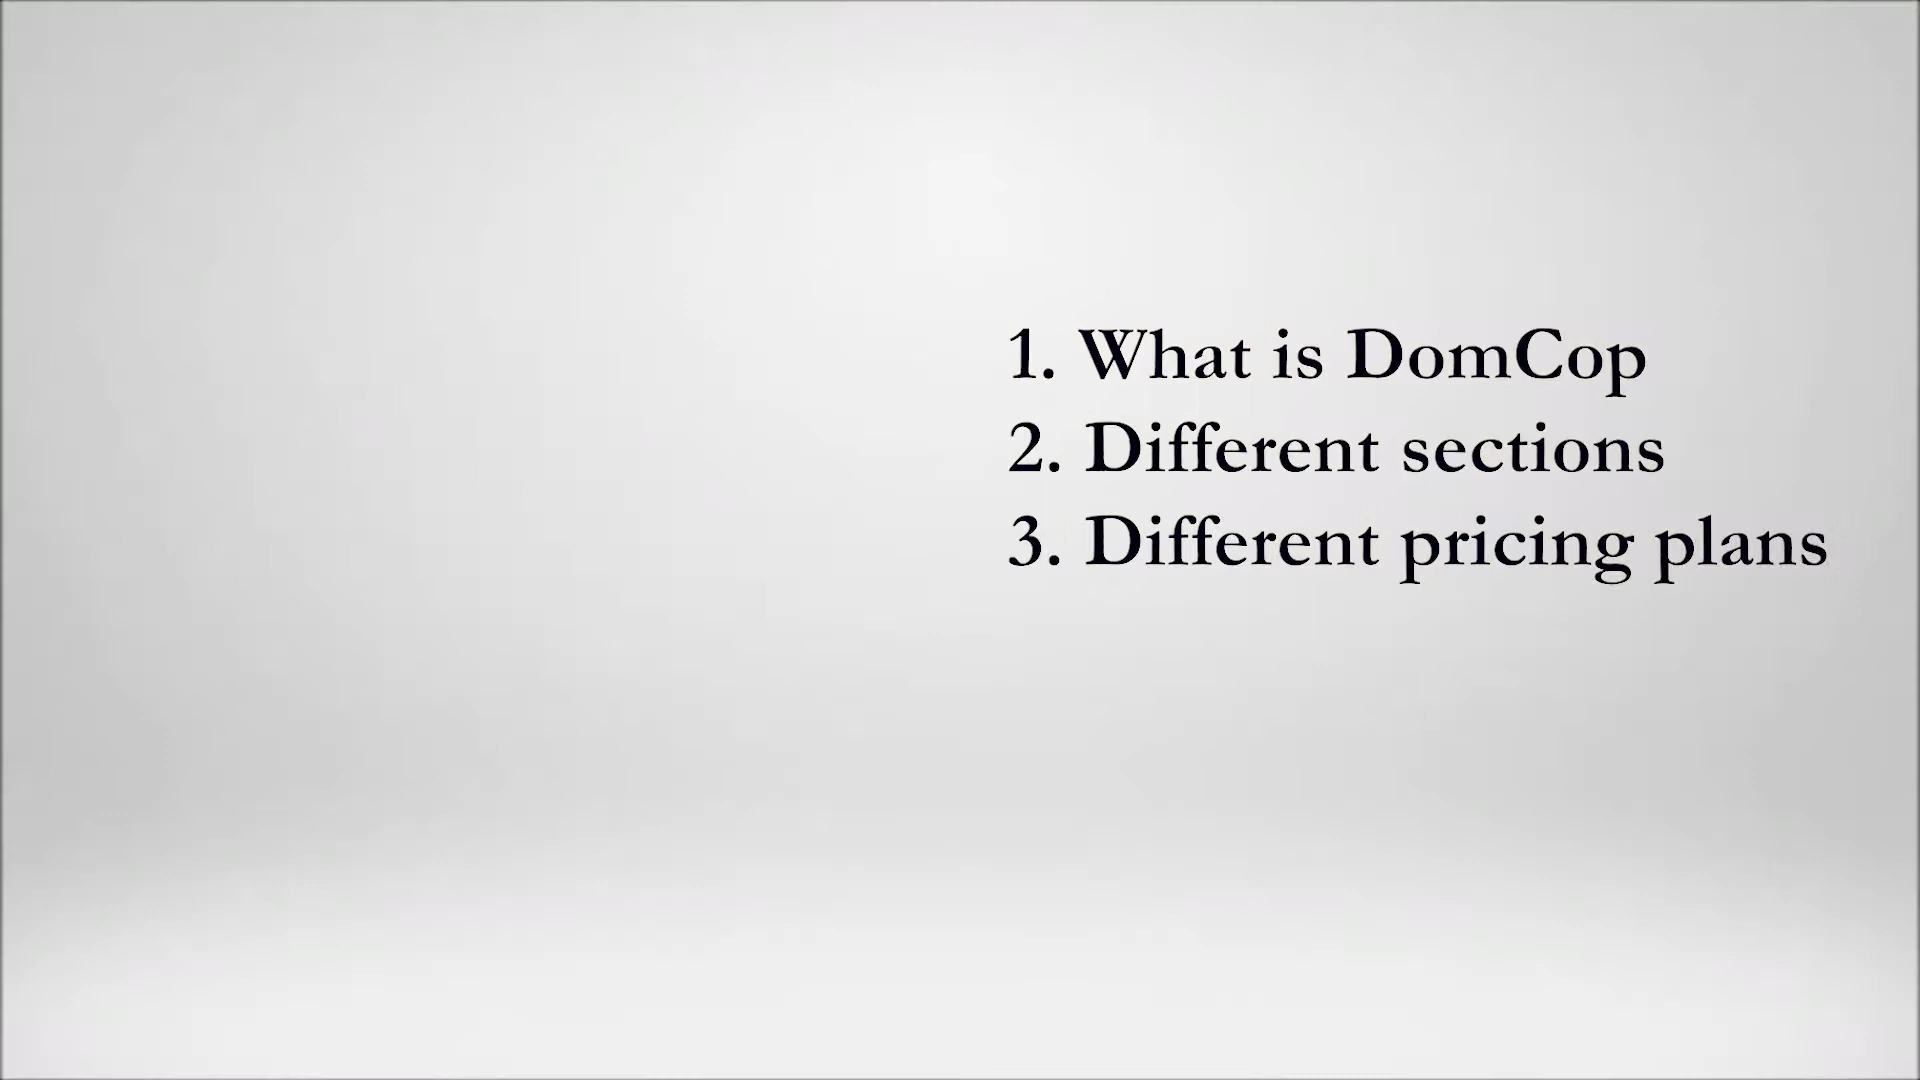 1. What is DomCop
2. Different sections
3. Different pricing plans